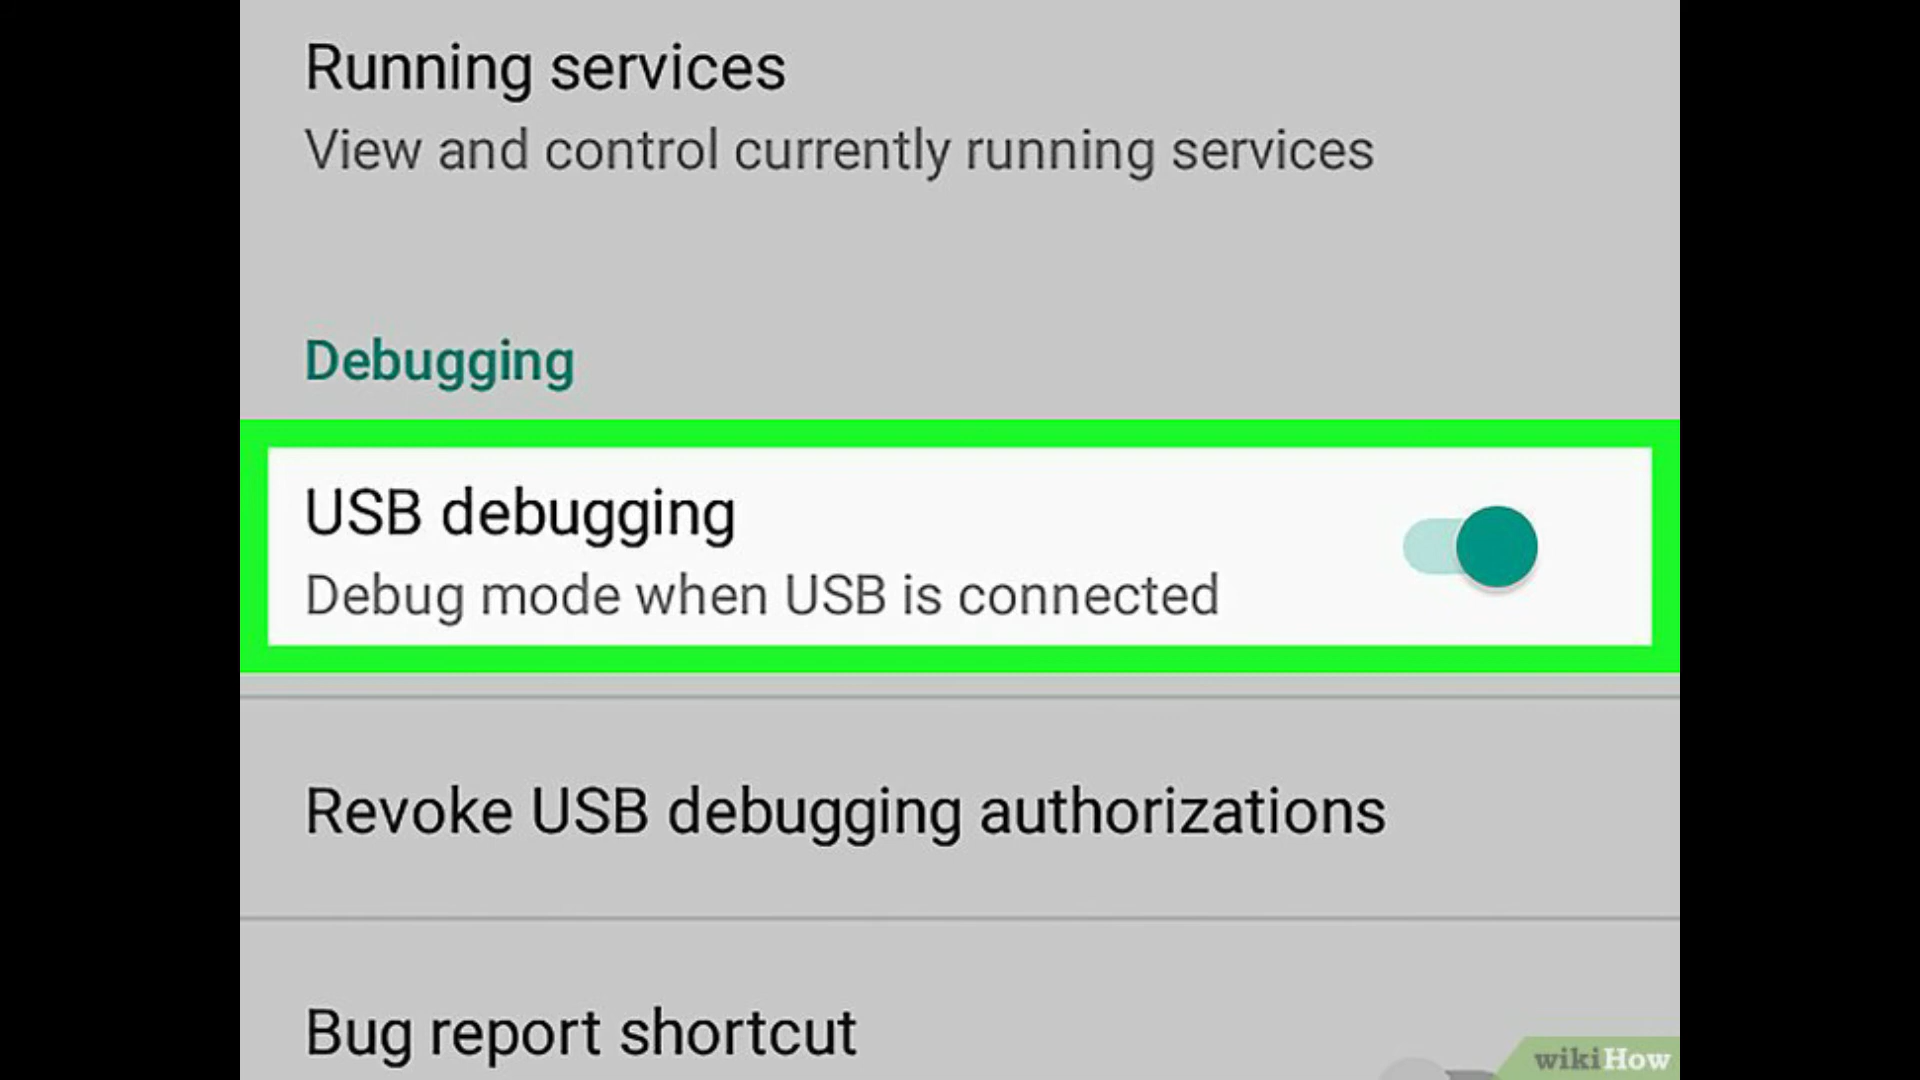 Running services
View and control currently running services
Debugging
USB debugging
Debug mode when USB is connected
Revoke USB debugging authorizations
Bug report shortcut
wikiHow